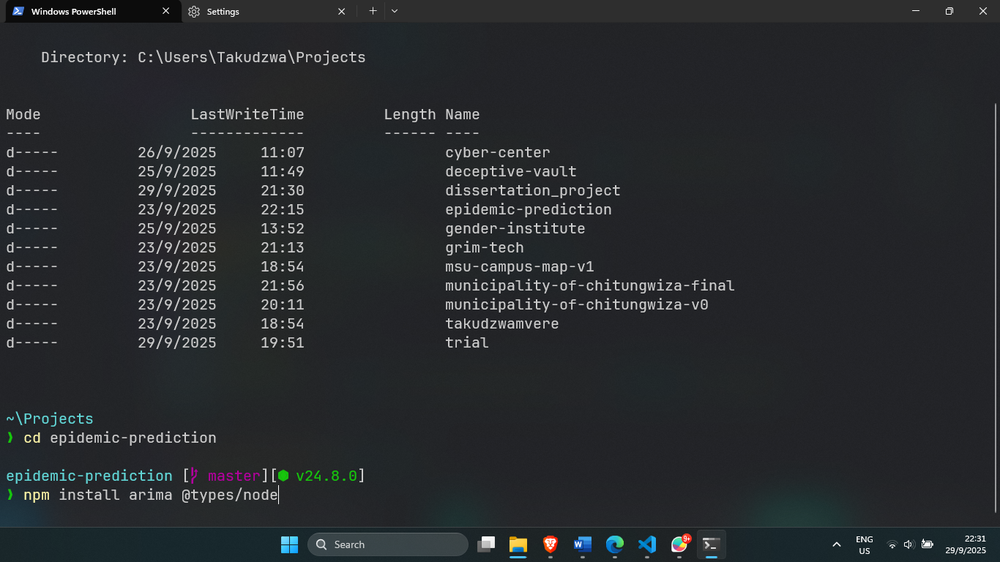 Windows PowerShell
Settings
Directory: C:\Users\Takudzwa\Projects
Mode LastWriteTime Length Name
---- ------------- ------ ----
d----- 26/9/2025 11:07 cyber-center
d----- 25/9/2025 11:49 deceptive-vault
d----- 29/9/2025 21:30 dissertation_project
d----- 23/9/2025 22:15 epidemic-prediction
d----- 25/9/2025 13:52 gender-institute
d----- 23/9/2025 21:13 grim-tech
d----- 23/9/2025 18:54 msu-campus-map-v1
d----- 23/9/2025 21:56 municipality-of-chitungwiza-final
d----- 23/9/2025 20:11 municipality-of-chitungwiza-v0
d----- 23/9/2025 18:54 takudzwamvere
d----- 29/9/2025 19:51 trial
~\Projects
❯ cd epidemic-prediction
epidemic-prediction [ master][⬢ v24.8.0]
❯ npm install arima @types/node
Search
W
9+
ENG
US
22:31
29/9/2025